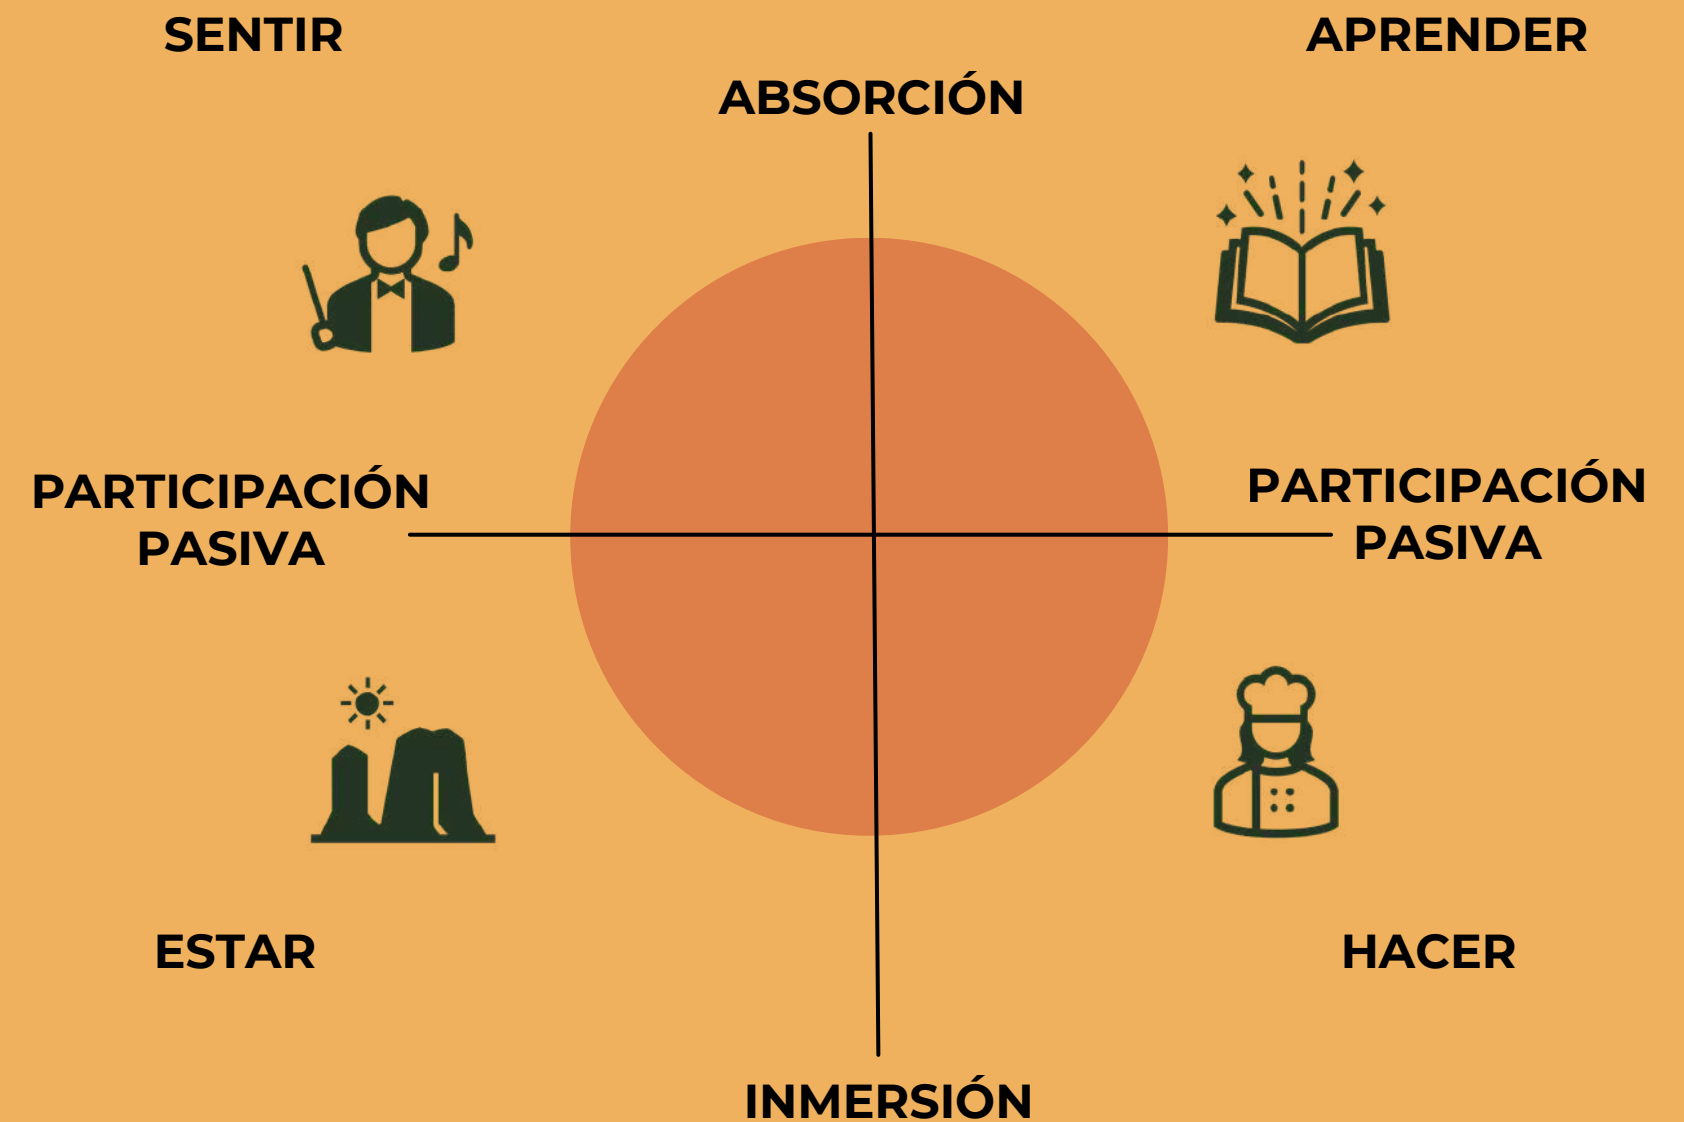 SENTIR
APRENDER
ABSORCIÓN
PARTICIPACIÓN
PASIVA
PARTICIPACIÓN
PASIVA
ESTAR
HACER
INMERSIÓN